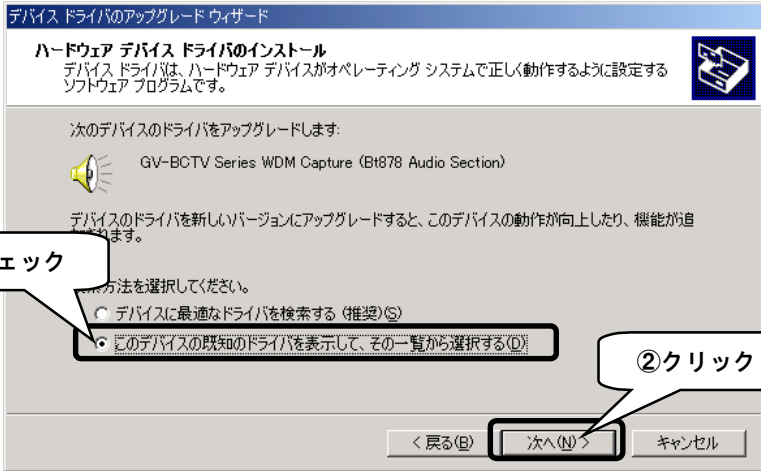 デバイス ドライバのアップグレード ウィザード
ハードウェア デバイス ドライバのインストール
デバイス ドライバは、ハードウェア デバイスがオペレーティング システムで正しく動作するように設定する
ソフトウェア プログラムです。
次のデバイスのドライバをアップグレードします:
GV-BCTV Series WDM Capture (Bt878 Audio Section)
デバイスのドライバを新しいバージョンにアップグレードすると、このデバイスの動作が向上したり、機能が追
されます。
ェック
方法を選択してください。
デバイスに最適なドライバを検索する (推奨)(S)
このデバイスの既知のドライバを表示して、その一覧から選択する(D)
②クリック
< 戻る(B)
次へ(N) >
キャンセル